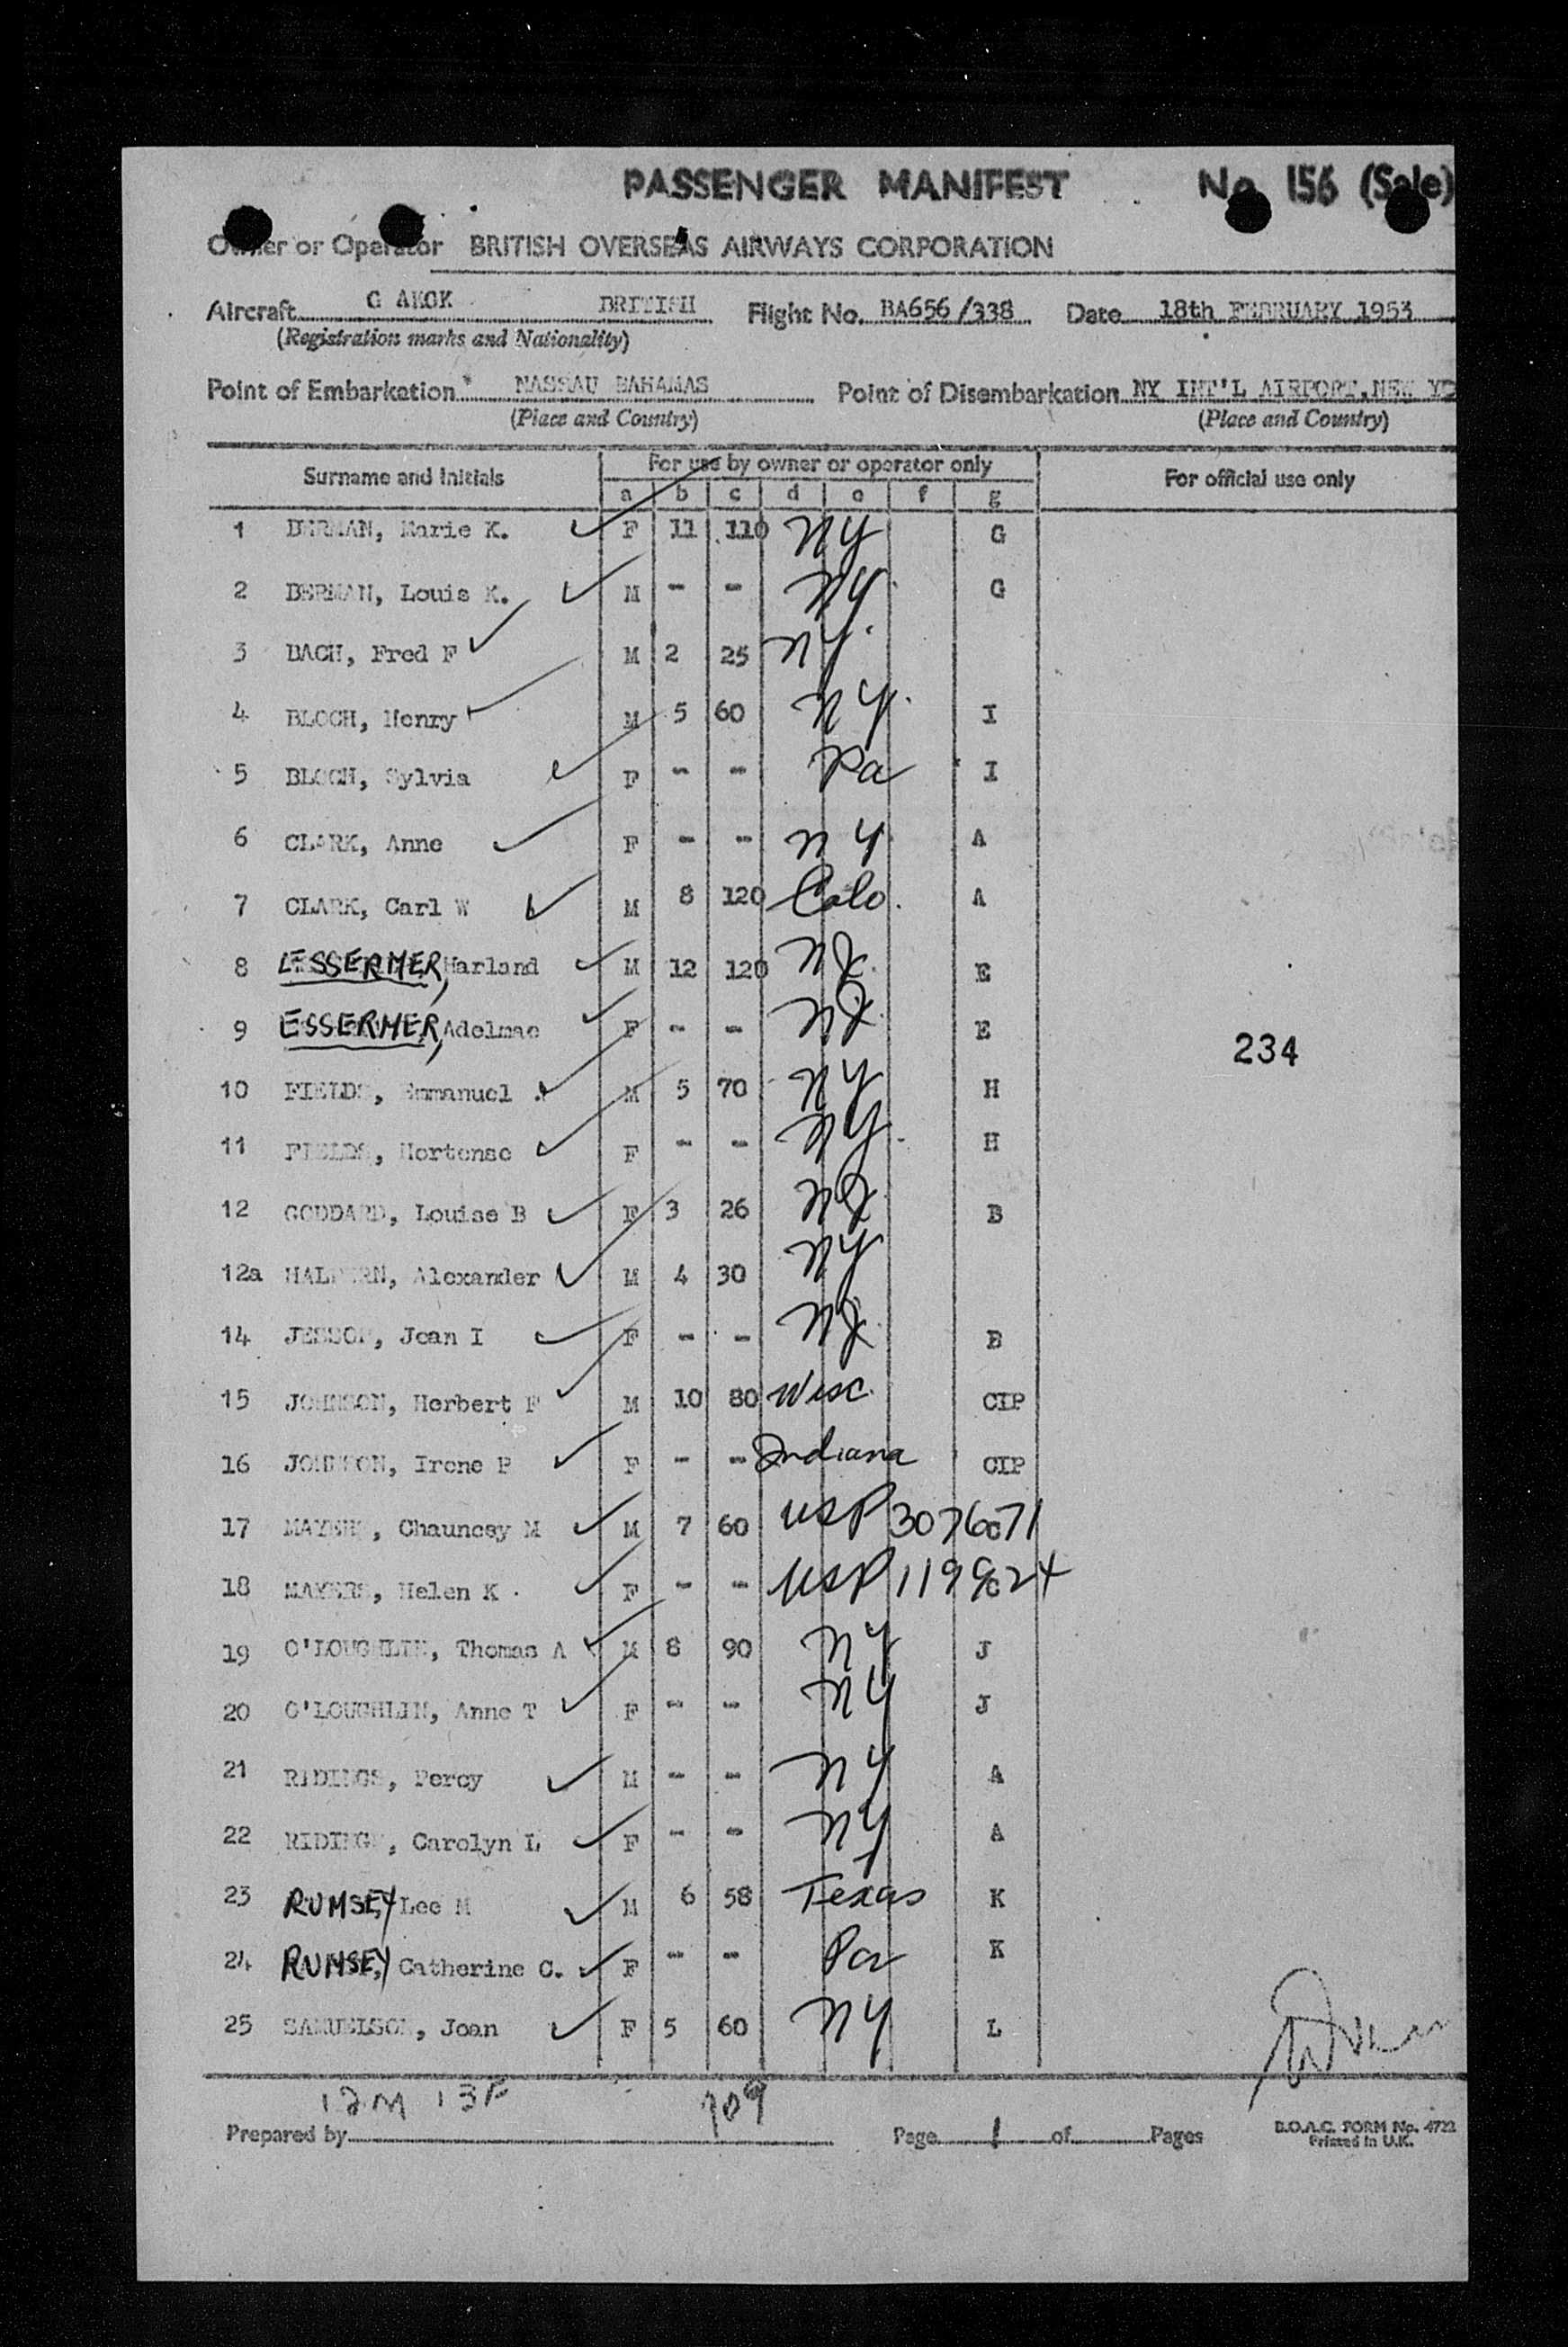 PASSENGER MANIFEST No 156 (Sale)
Owner or Operator BRITISH OVERSEAS AIRWAYS CORPORATION
Aircraft G AKGK BRITISH Flight No. BA656/338 Date 18th FEBRUARY 1953
(Registration marks and Nationality)
Point of Embarkation NASSAU BAHAMAS Point of Disembarkation NY INT'L AIRPORT, NEW YO
(Place and Country) (Place and Country)
Surname and Initials For use by owner or operator only For official use only
a b c d e f g
1 BERMAN, Marie K. F 11 110 NY G
2 BERMAN, Louis K. M - - NY G
3 BACH, Fred F M 2 25 NY
4 BLOCH, Henry M 5 60 NY I
5 BLOCH, Sylvia F - - Pa I
6 CLARK, Anne F - - NY A
7 CLARK, Carl W M 8 120 Colo. A
8 LESSERMER, Harland M 12 120 NJ E
9 ESSERMER, Adelmae F - - NJ E
234
10 FIELDS, Emmanuel M 5 70 NY H
11 FIELDS, Hortense F - - NY H
12 GODDARD, Louise B F 3 26 NJ B
12a HALPERN, Alexander M 4 30 NY
14 JESSOP, Jean I F - - NJ B
15 JOHNSON, Herbert F M 10 80 Wisc. CIP
16 JOHNSON, Irene P F - - Indiana CIP
17 MAYERS, Chauncey M M 7 60 USP 307671
18 MAYERS, Helen K F - - USP 119924
19 O'LOUGHLIN, Thomas A M 8 90 NY J
20 O'LOUGHLIN, Anne T F - - NY J
21 RIDINGS, Percy M - - NY A
22 RIDINGS, Carolyn L F - - NY A
23 RUMSEY, Lee M M 6 58 Texas K
24 RUMSEY, Catherine C. F - - Pa K
25 SAMUELSON, Joan F 5 60 NY L
12M 13F 709
Prepared by Page 1 of Pages B.O.A.C. FORM No. 4722
Printed in U.K.